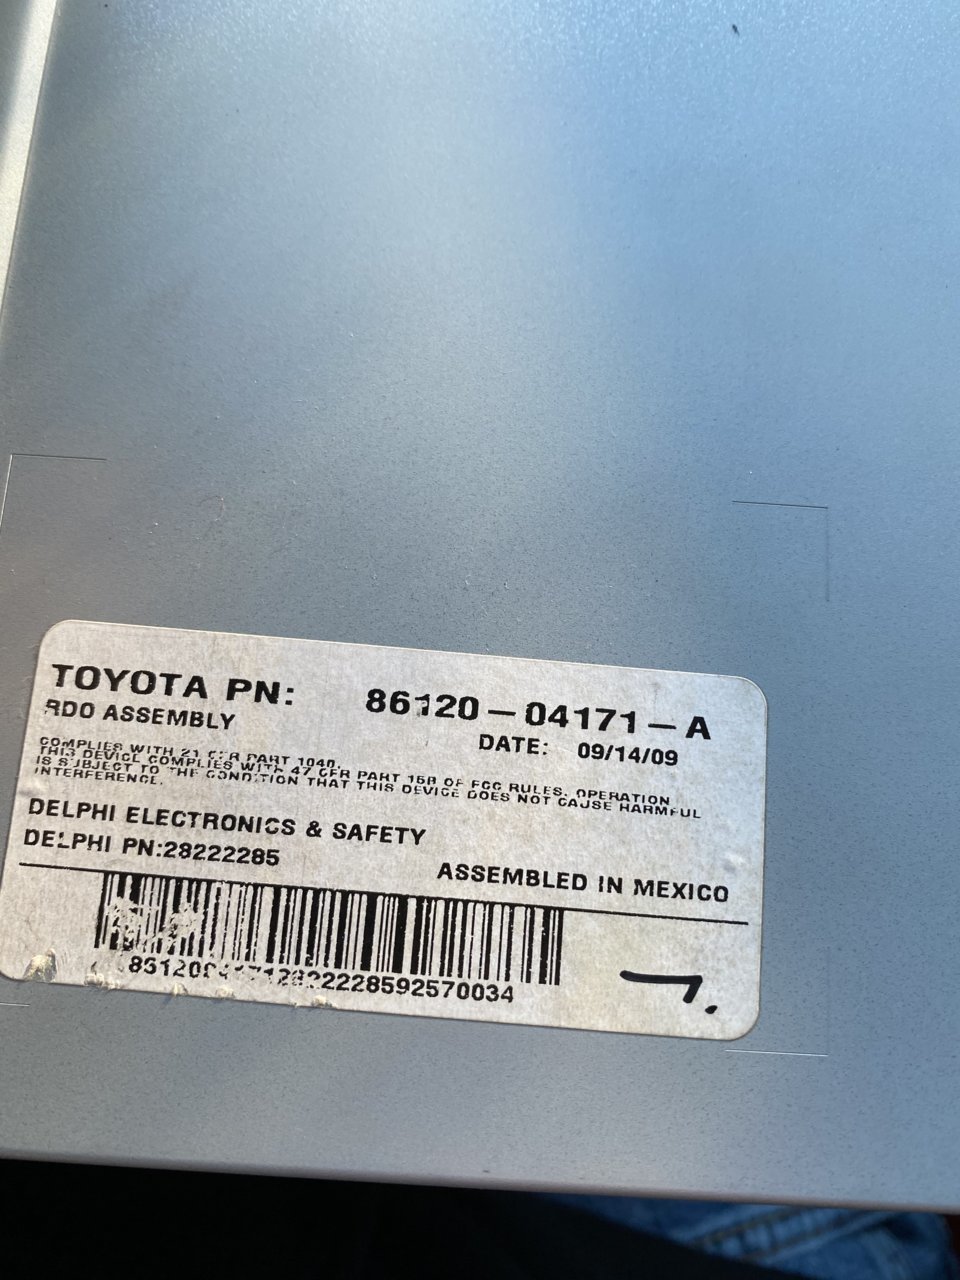 TOYOTA PN: 86120-04171-A
RDO ASSEMBLY
DATE: 09/14/09
COMPLIES WITH 21 CFR PART 1040.
THIS DEVICE COMPLIES WITH 47 CFR PART 15B OF FCC RULES. OPERATION
IS SUBJECT TO THE CONDITION THAT THIS DEVICE DOES NOT CAUSE HARMFUL
INTERFERENCE.
DELPHI ELECTRONICS & SAFETY
DELPHI PN:28222285
ASSEMBLED IN MEXICO